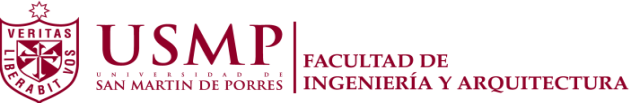 VERITAS
LIBERABIT VOS
USMP
UNIVERSIDAD DE
SAN MARTIN DE PORRES
FACULTAD DE
INGENIERÍA Y ARQUITECTURA